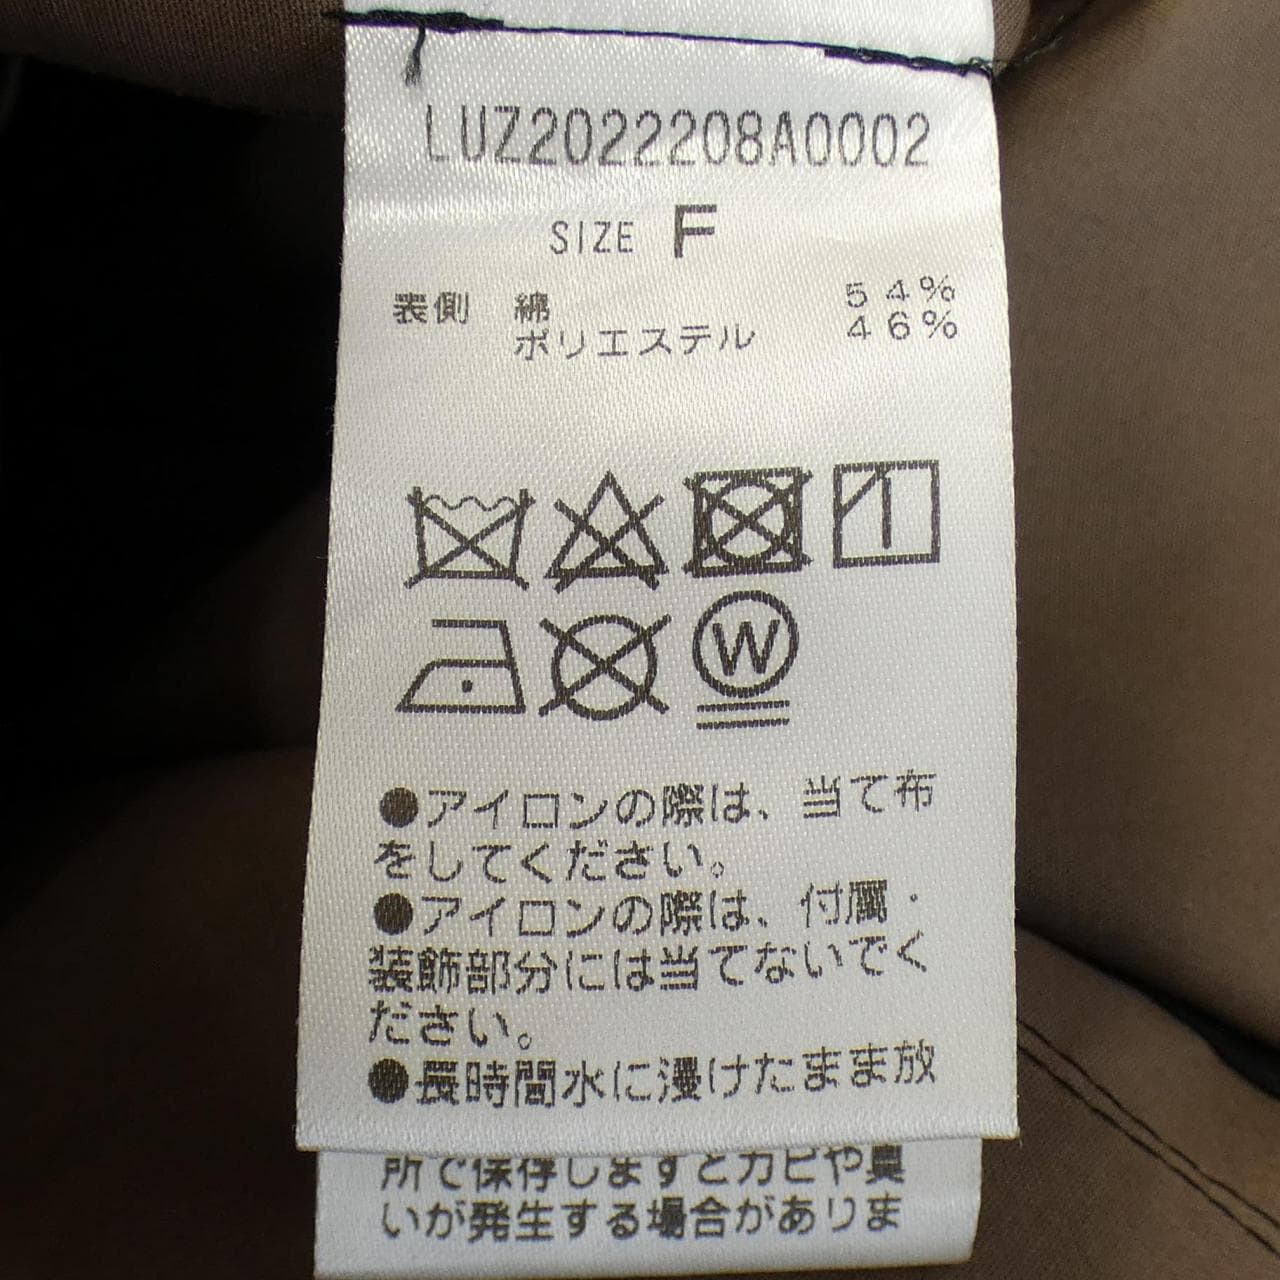 LUZ2022208A0002
SIZE F
表側 綿 54%
ポリエステル 46%
W
●アイロンの際は、当て布
をしてください。
●アイロンの際は、付属・
装飾部分には当てないでく
ださい。
●長時間水に浸けたまま放
所で保存しますとカビや臭
いが発生する場合がありま